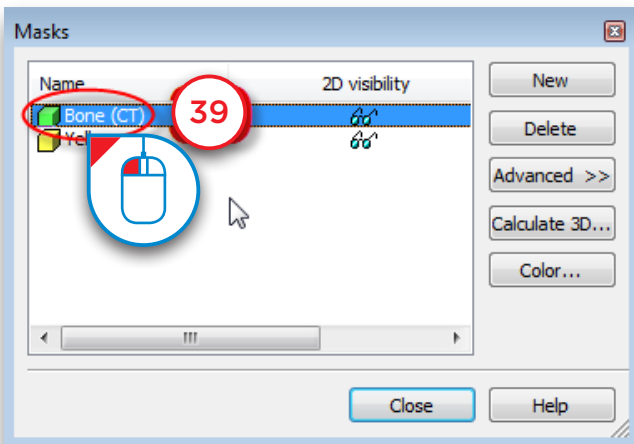 Masks
Name 2D visibility
Bone (CT)
39
New
Delete
Advanced >>
Calculate 3D...
Color...
Close Help